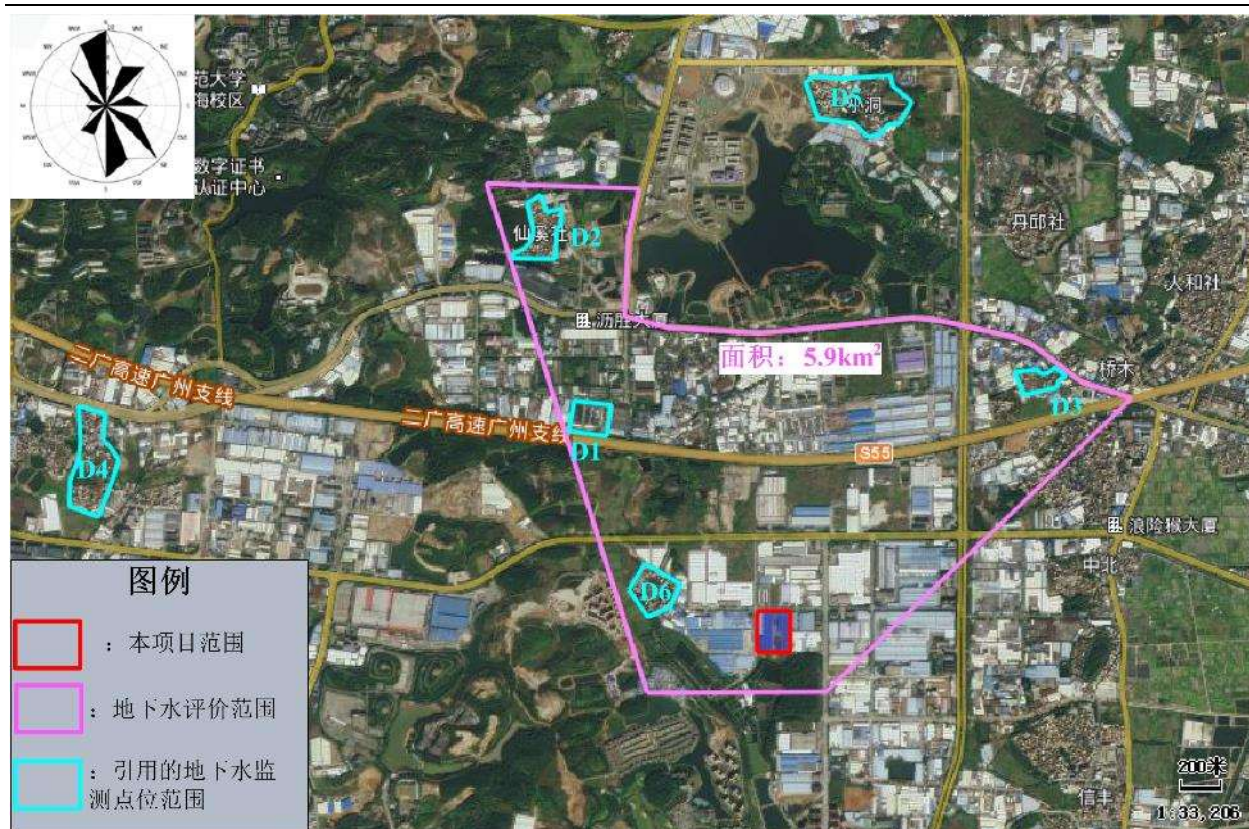 范大学
海校区
数字证书
认证中心
小洞
D5
丹邱社
人和社
仙溪社
D2
沥胜大厦
面积：5.9km²
桥木
D3
二广高速广州支线
二广高速广州支线
D1
S55
D4
浪险猴大厦
中北
D6
图例
：本项目范围
：地下水评价范围
：引用的地下水监
测点位范围
200米
信丰
1:33,206